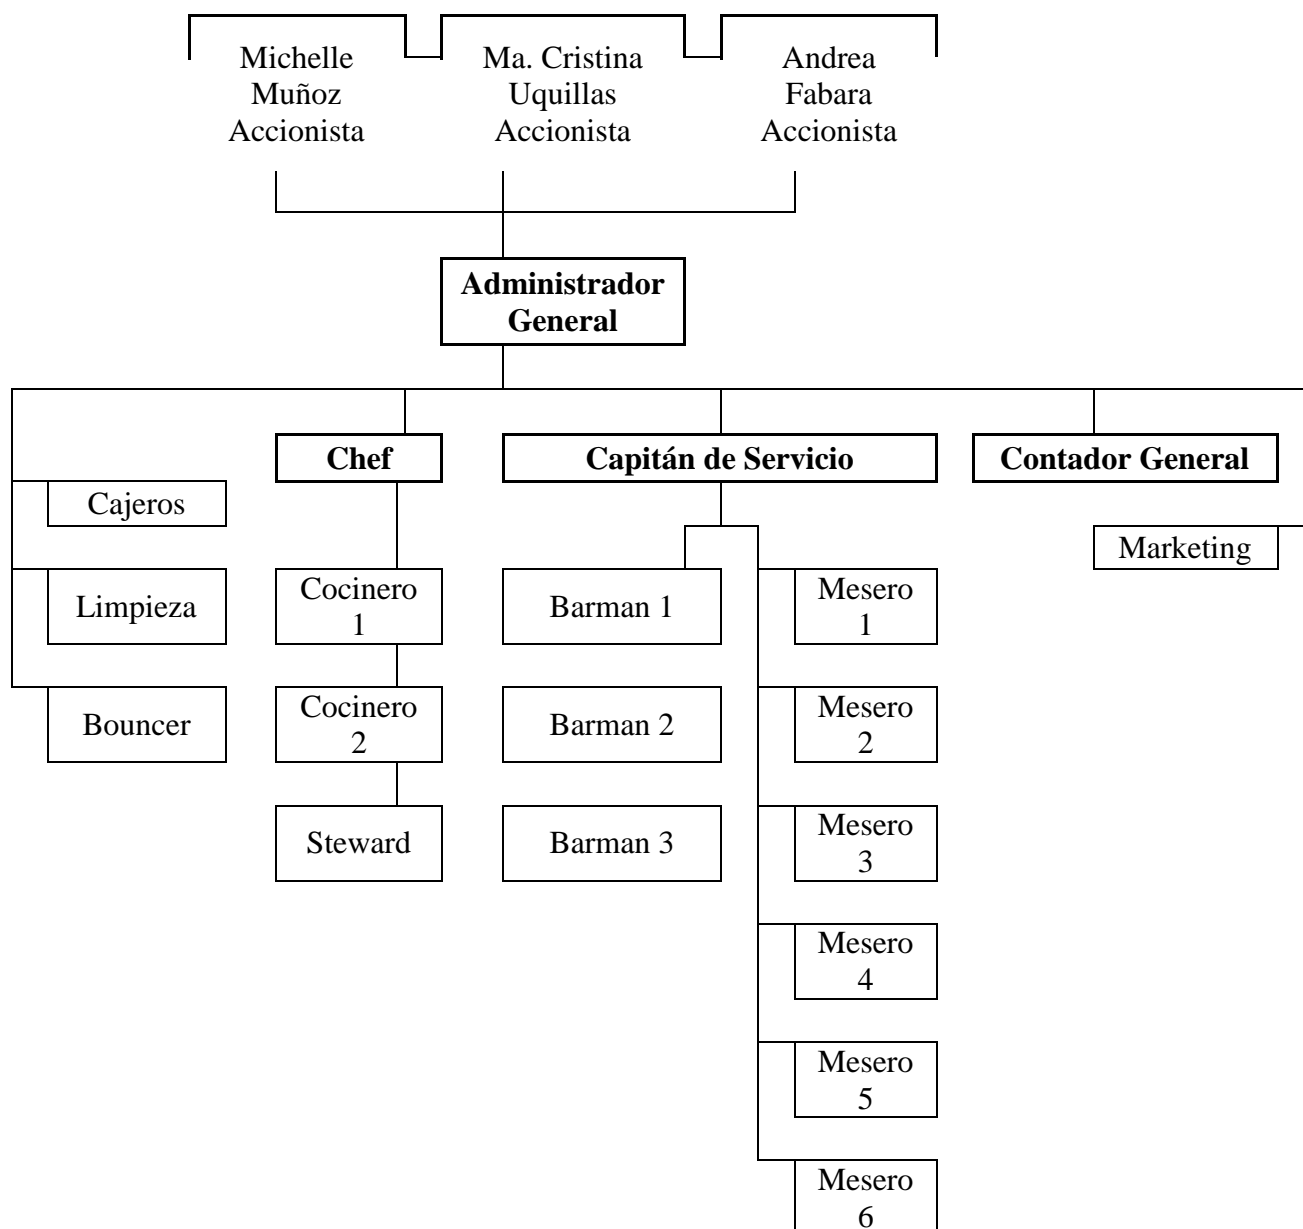 Michelle
Muñoz
Accionista
Ma. Cristina
Uquillas
Accionista
Andrea
Fabara
Accionista
Administrador
General
Chef
Capitán de Servicio
Contador General
Cajeros
Marketing
Limpieza
Cocinero
1
Barman 1
Mesero
1
Bouncer
Cocinero
2
Barman 2
Mesero
2
Steward
Barman 3
Mesero
3
Mesero
4
Mesero
5
Mesero
6